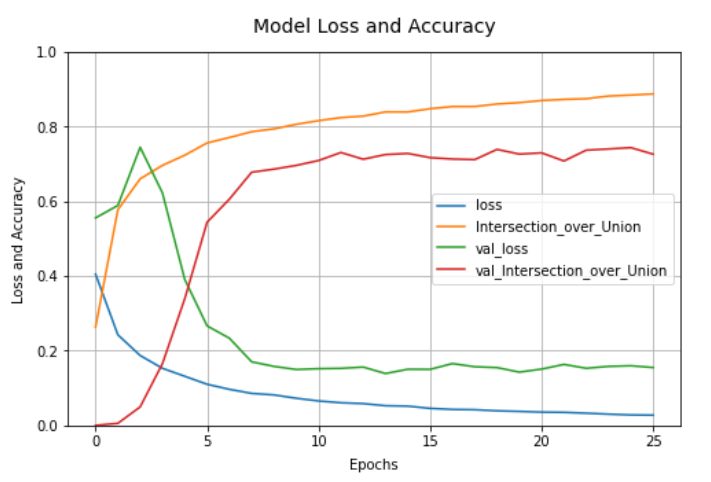 Model Loss and Accuracy
1.0
0.8
0.6
0.4
0.2
0.0
Loss and Accuracy
loss
Intersection_over_Union
val_loss
val_Intersection_over_Union
0 5 10 15 20 25
Epochs